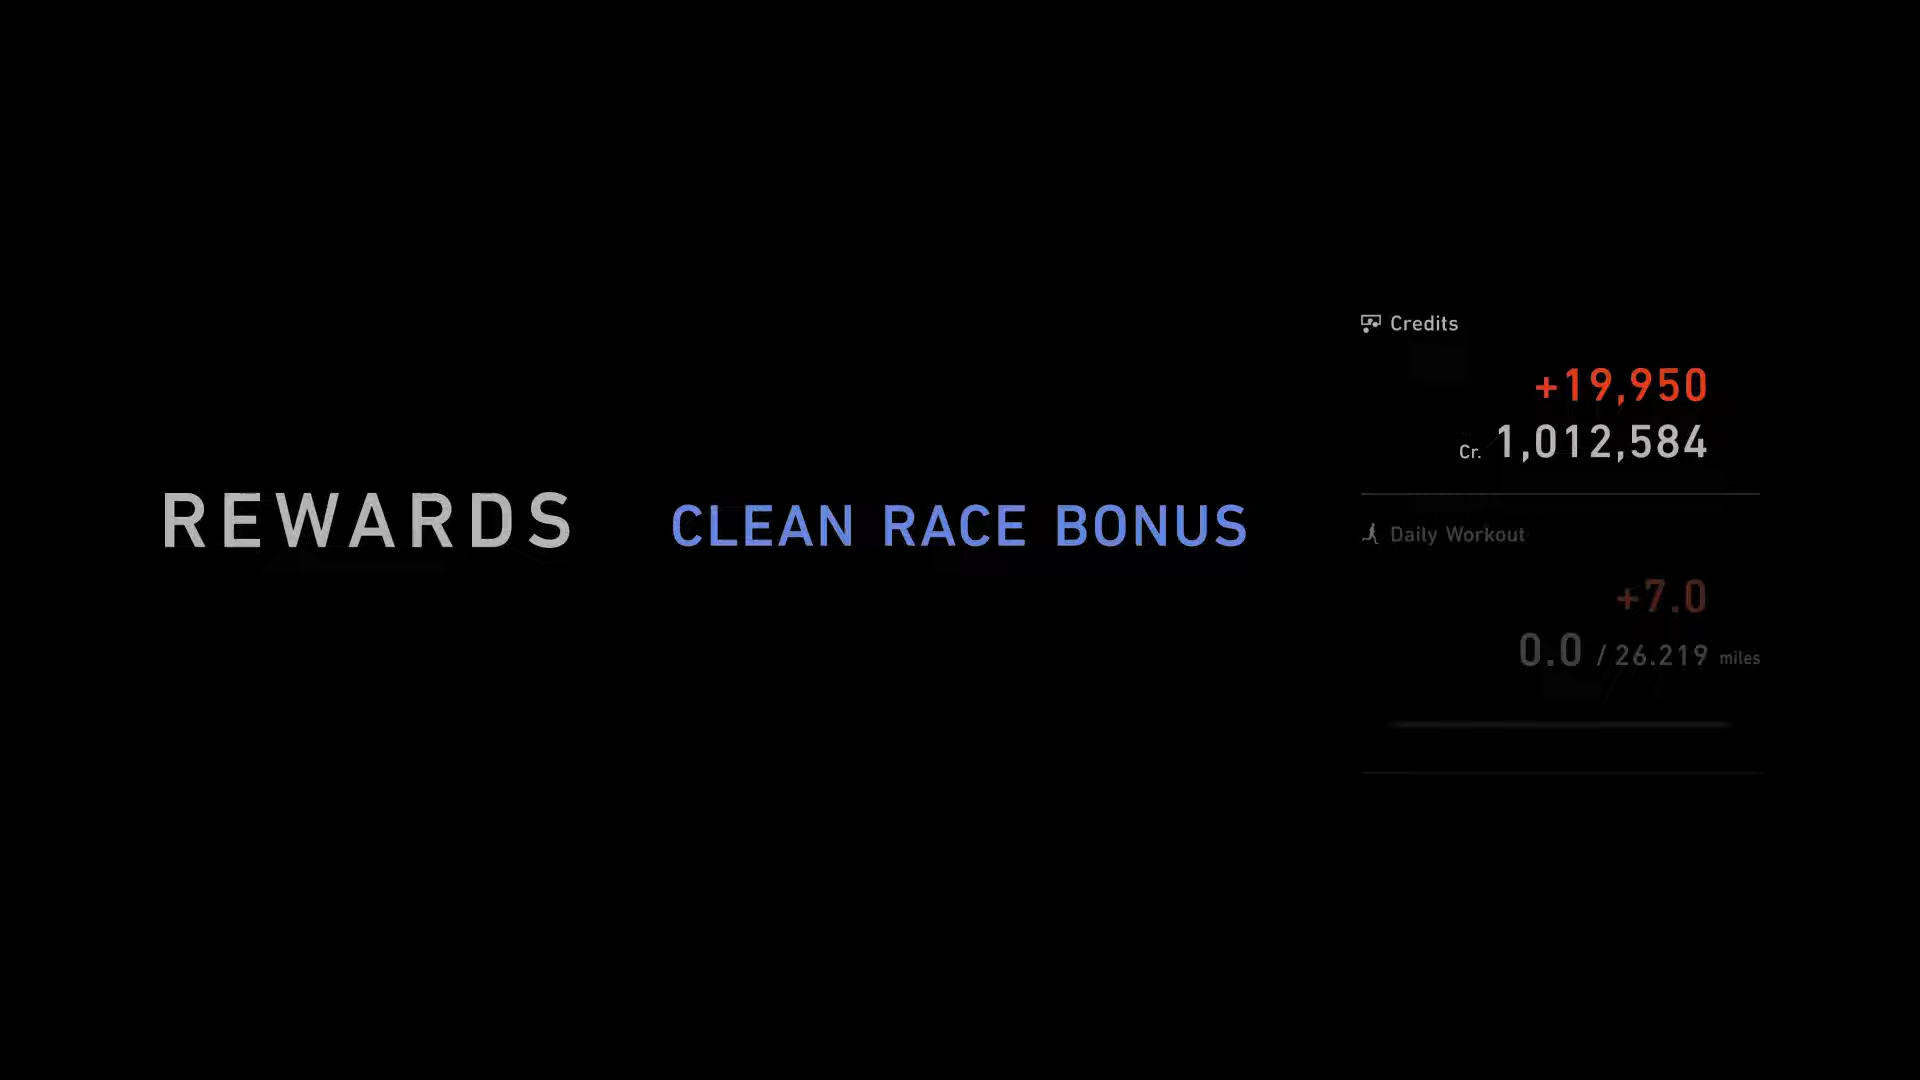 REWARDS
CLEAN RACE BONUS
Credits
+19,950
Cr. 1,012,584
Daily Workout
+7.0
0.0 / 26.219 miles